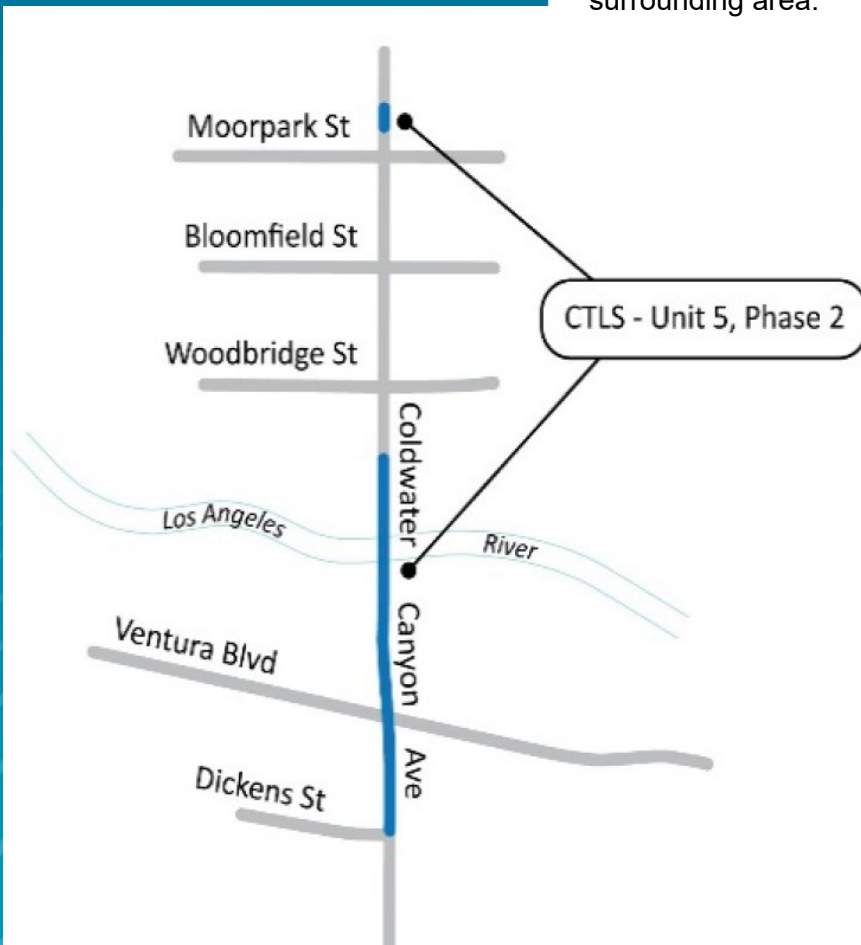 surrounding area.
Moorpark St
Bloomfield St
CTLS - Unit 5, Phase 2
Woodbridge St
Coldwater Canyon Ave
Los Angeles River
Ventura Blvd
Dickens St